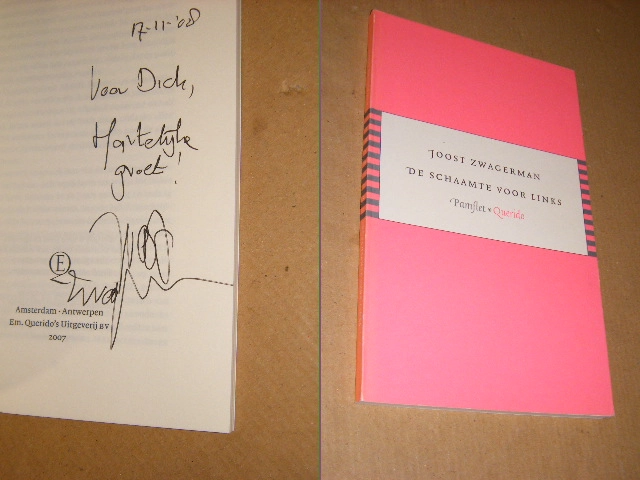 17-11-'08
Voor Dick,
Hartelijke
groet!
E
Amsterdam · Antwerpen
Em. Querido's Uitgeverij BV
2007
JOOST ZWAGERMAN
DE SCHAAMTE VOOR LINKS
Pamflet • Querido